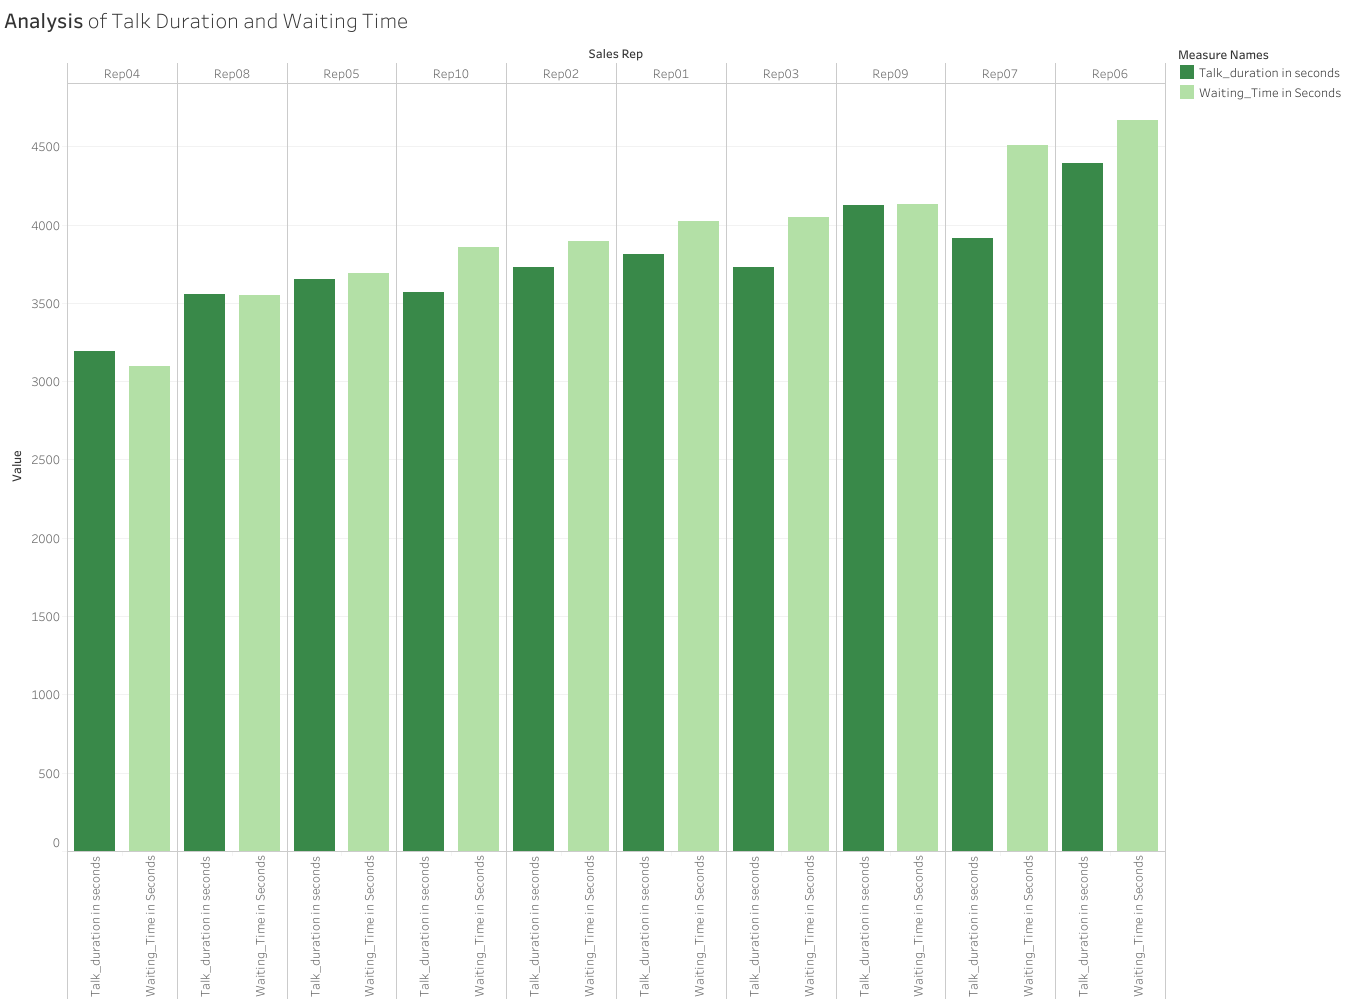 Analysis of Talk Duration and Waiting Time
Sales Rep
Rep04 Rep08 Rep05 Rep10 Rep02 Rep01 Rep03 Rep09 Rep07 Rep06
Measure Names
Talk_duration in seconds
Waiting_Time in Seconds
Value
4500
4000
3500
3000
2500
2000
1500
1000
500
0
Talk_duration in seconds
Waiting_Time in Seconds
Talk_duration in seconds
Waiting_Time in Seconds
Talk_duration in seconds
Waiting_Time in Seconds
Talk_duration in seconds
Waiting_Time in Seconds
Talk_duration in seconds
Waiting_Time in Seconds
Talk_duration in seconds
Waiting_Time in Seconds
Talk_duration in seconds
Waiting_Time in Seconds
Talk_duration in seconds
Waiting_Time in Seconds
Talk_duration in seconds
Waiting_Time in Seconds
Talk_duration in seconds
Waiting_Time in Seconds